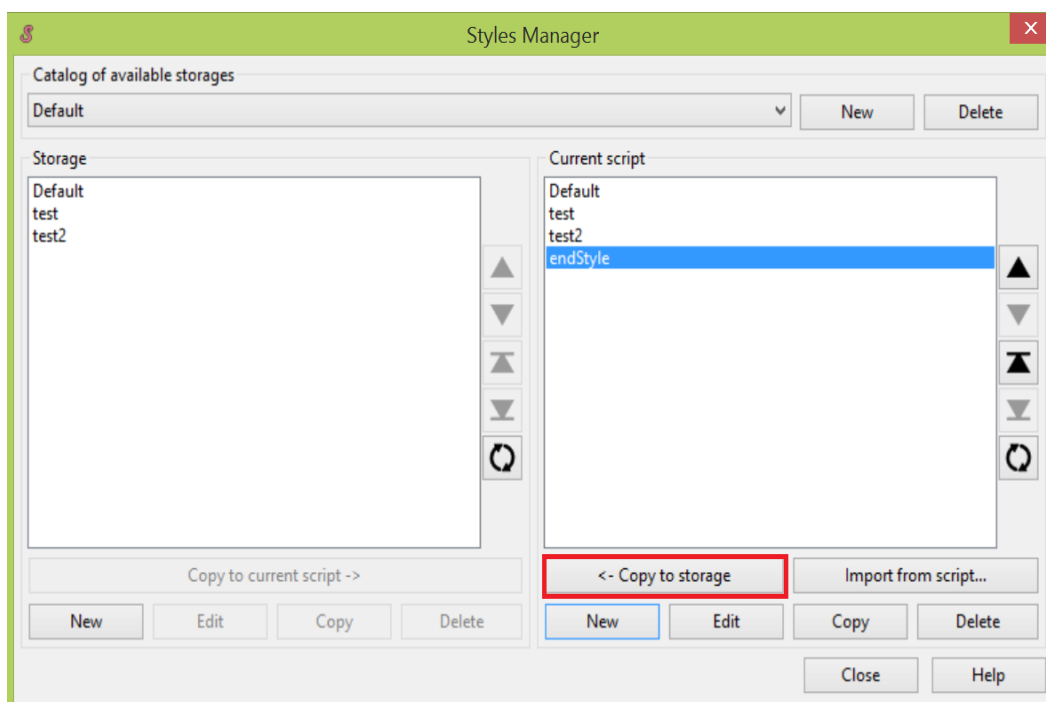 Styles Manager
Catalog of available storages
Default
New
Delete
Storage
Default
test
test2
Copy to current script ->
New
Edit
Copy
Delete
Current script
Default
test
test2
endStyle
<- Copy to storage
Import from script...
New
Edit
Copy
Delete
Close
Help